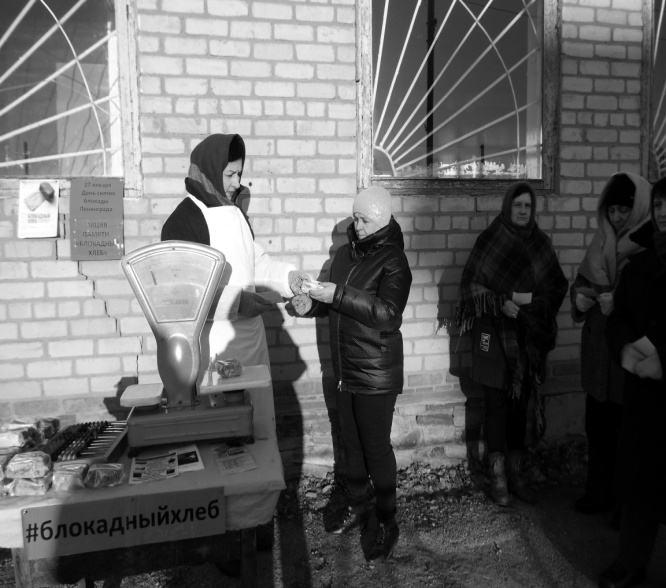 27 января
День снятия
блокады
Ленинграда
АКЦИЯ
ПАМЯТИ
«БЛОКАДНЫЙ
ХЛЕБ»
#блокадныйхлеб